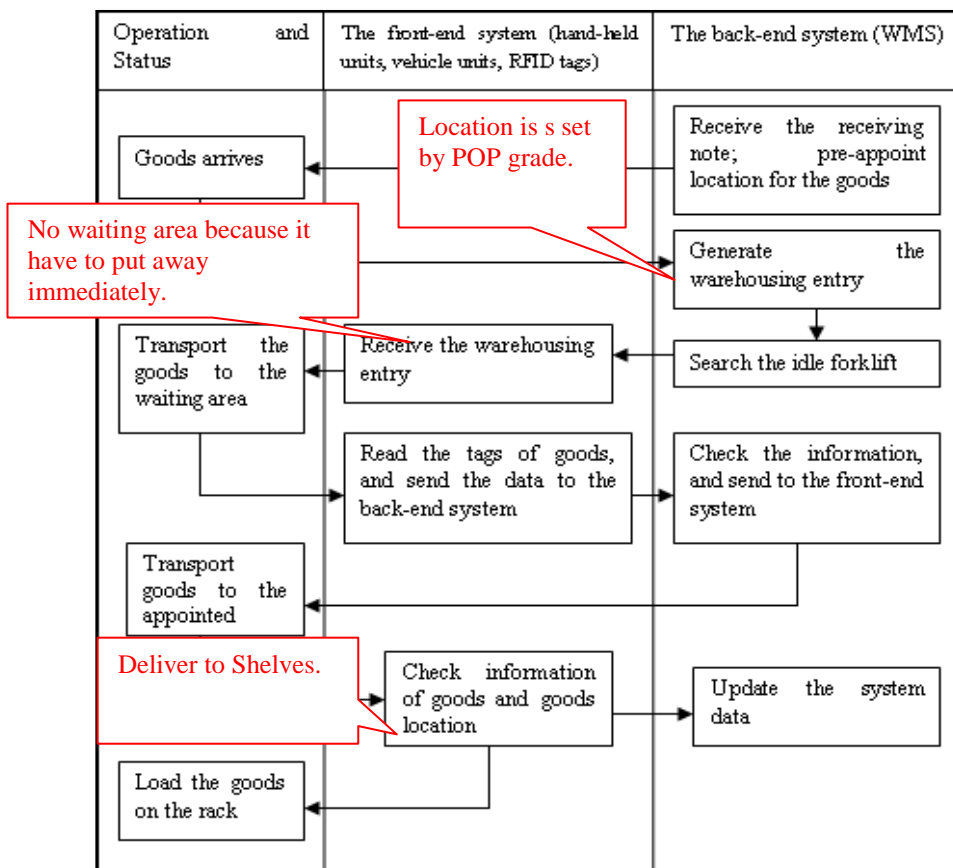 Operation and
Status
The front-end system (hand-held
units, vehicle units, RFID tags)
The back-end system (WMS)
Goods arrives
Location is s set
by POP grade.
Receive the receiving
note; pre-appoint
location for the goods
No waiting area because it
have to put away
immediately.
Generate the
warehousing entry
Transport the
goods to the
waiting area
Receive the warehousing
entry
Search the idle forklift
Read the tags of goods,
and send the data to the
back-end system
Check the information,
and send to the front-end
system
Transport
goods to the
appointed
Deliver to Shelves.
Check information
of goods and goods
location
Update the system
data
Load the goods
on the rack